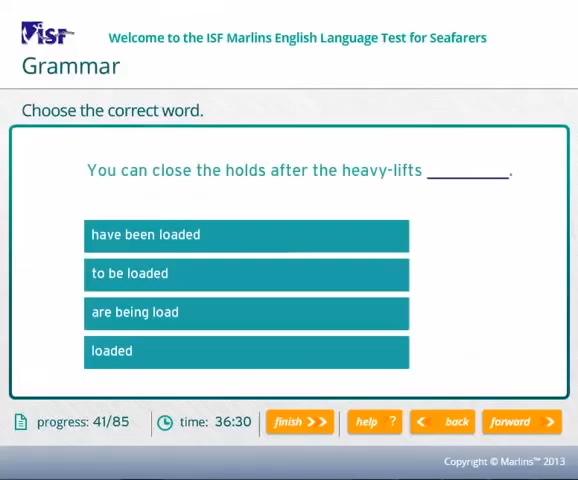 ISF
Welcome to the ISF Marlins English Language Test for Seafarers
Grammar
Choose the correct word.
You can close the holds after the heavy-lifts __________.
have been loaded
to be loaded
are being load
loaded
progress: 41/85 time: 36:30 finish >> help ? < back forward >
Copyright © Marlins™ 2013